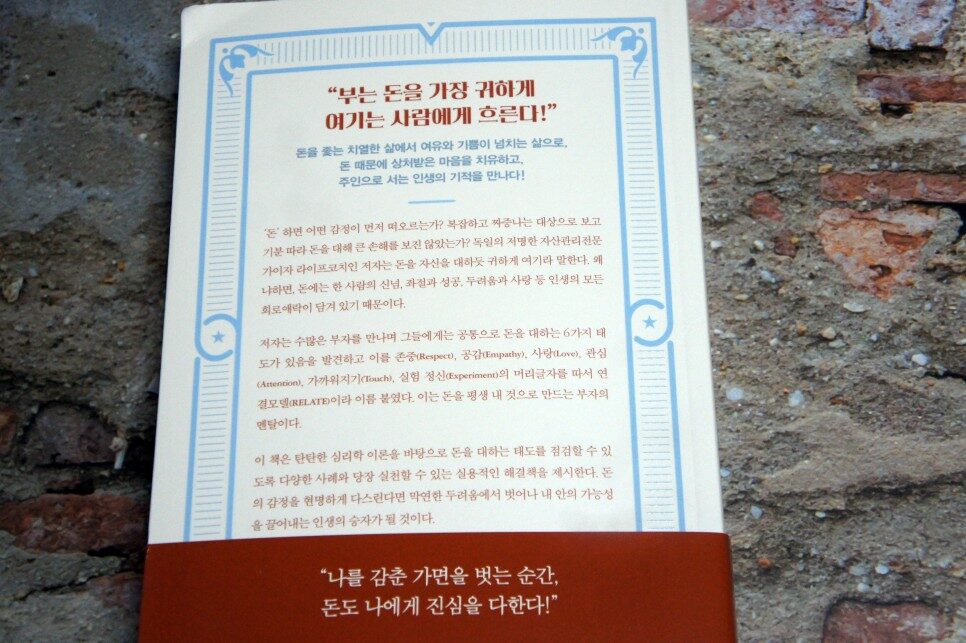 “부는 돈을 가장 귀하게
여기는 사람에게 흐른다!”
돈을 좇는 치열한 삶에서 여유와 기쁨이 넘치는 삶으로,
돈 때문에 상처받은 마음을 치유하고,
주인으로 서는 인생의 기적을 만나다!
‘돈’ 하면 어떤 감정이 먼저 떠오르는가? 복잡하고 짜증나는 대상으로 보고
기분 따라 돈을 대해 큰 손해를 보진 않았는가? 독일의 저명한 자산관리전문
가이자 라이프코치인 저자는 돈을 자신을 대하듯 귀하게 여기라 말한다. 왜
냐하면, 돈에는 한 사람의 신념, 좌절과 성공, 두려움과 사랑 등 인생의 모든
희로애락이 담겨 있기 때문이다.
저자는 수많은 부자를 만나며 그들에게는 공통으로 돈을 대하는 6가지 태
도가 있음을 발견하고 이를 존중(Respect), 공감(Empathy), 사랑(Love), 관심
(Attention), 가까워지기(Touch), 실험 정신(Experiment)의 머리글자를 따서 연
결모델(RELATE)이라 이름 붙였다. 이는 돈을 평생 내 것으로 만드는 부자의
멘탈이다.
이 책은 탄탄한 심리학 이론을 바탕으로 돈을 대하는 태도를 점검할 수 있
도록 다양한 사례와 당장 실천할 수 있는 실용적인 해결책을 제시한다. 돈
의 감정을 현명하게 다스린다면 막연한 두려움에서 벗어나 내 안의 가능성
을 끌어내는 인생의 승자가 될 것이다.
“나를 감춘 가면을 벗는 순간,
돈도 나에게 진심을 다한다!”